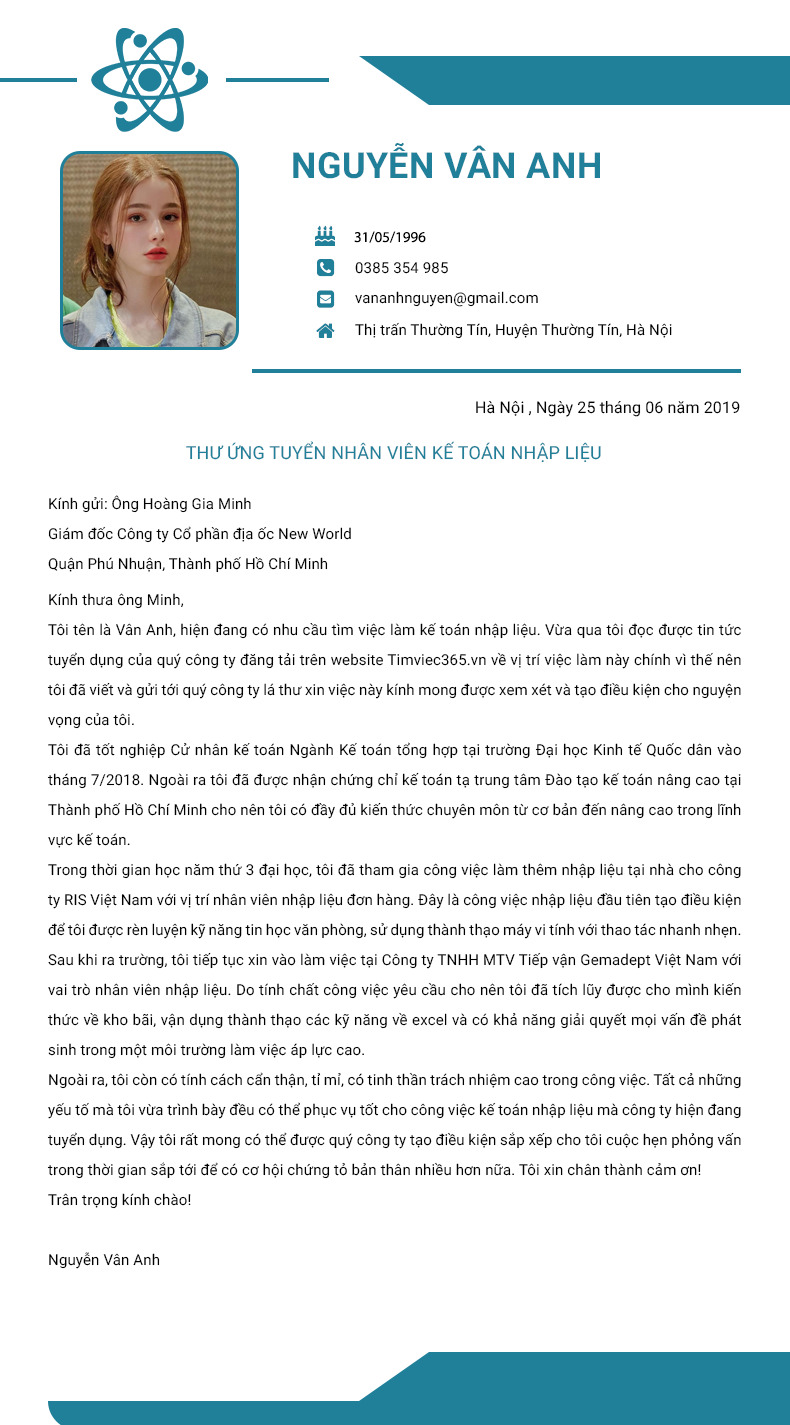 NGUYỄN VÂN ANH
31/05/1996
0385 354 985
vananhnguyen@gmail.com
Thị trấn Thường Tín, Huyện Thường Tín, Hà Nội
Hà Nội , Ngày 25 tháng 06 năm 2019
THƯ ỨNG TUYỂN NHÂN VIÊN KẾ TOÁN NHẬP LIỆU
Kính gửi: Ông Hoàng Gia Minh
Giám đốc Công ty Cổ phần địa ốc New World
Quận Phú Nhuận, Thành phố Hồ Chí Minh
Kính thưa ông Minh,
Tôi tên là Vân Anh, hiện đang có nhu cầu tìm việc làm kế toán nhập liệu. Vừa qua tôi đọc được tin tức
tuyển dụng của quý công ty đăng tải trên website Timviec365.vn về vị trí việc làm này chính vì thế nên
tôi đã viết và gửi tới quý công ty lá thư xin việc này kính mong được xem xét và tạo điều kiện cho nguyện
vọng của tôi.
Tôi đã tốt nghiệp Cử nhân kế toán Ngành Kế toán tổng hợp tại trường Đại học Kinh tế Quốc dân vào
tháng 7/2018. Ngoài ra tôi đã được nhận chứng chỉ kế toán tạ trung tâm Đào tạo kế toán nâng cao tại
Thành phố Hồ Chí Minh cho nên tôi có đầy đủ kiến thức chuyên môn từ cơ bản đến nâng cao trong lĩnh
vực kế toán.
Trong thời gian học năm thứ 3 đại học, tôi đã tham gia công việc làm thêm nhập liệu tại nhà cho công
ty RIS Việt Nam với vị trí nhân viên nhập liệu đơn hàng. Đây là công việc nhập liệu đầu tiên tạo điều kiện
để tôi được rèn luyện kỹ năng tin học văn phòng, sử dụng thành thạo máy vi tính với thao tác nhanh nhẹn.
Sau khi ra trường, tôi tiếp tục xin vào làm việc tại Công ty TNHH MTV Tiếp vận Gemadept Việt Nam với
vai trò nhân viên nhập liệu. Do tính chất công việc yêu cầu cho nên tôi đã tích lũy được cho mình kiến
thức về kho bãi, vận dụng thành thạo các kỹ năng về excel và có khả năng giải quyết mọi vấn đề phát
sinh trong một môi trường làm việc áp lực cao.
Ngoài ra, tôi còn có tính cách cẩn thận, tỉ mỉ, có tinh thần trách nhiệm cao trong công việc. Tất cả những
yếu tố mà tôi vừa trình bày đều có thể phục vụ tốt cho công việc kế toán nhập liệu mà công ty hiện đang
tuyển dụng. Vậy tôi rất mong có thể được quý công ty tạo điều kiện sắp xếp cho tôi cuộc hẹn phỏng vấn
trong thời gian sắp tới để có cơ hội chứng tỏ bản thân nhiều hơn nữa. Tôi xin chân thành cảm ơn!
Trân trọng kính chào!
Nguyễn Vân Anh